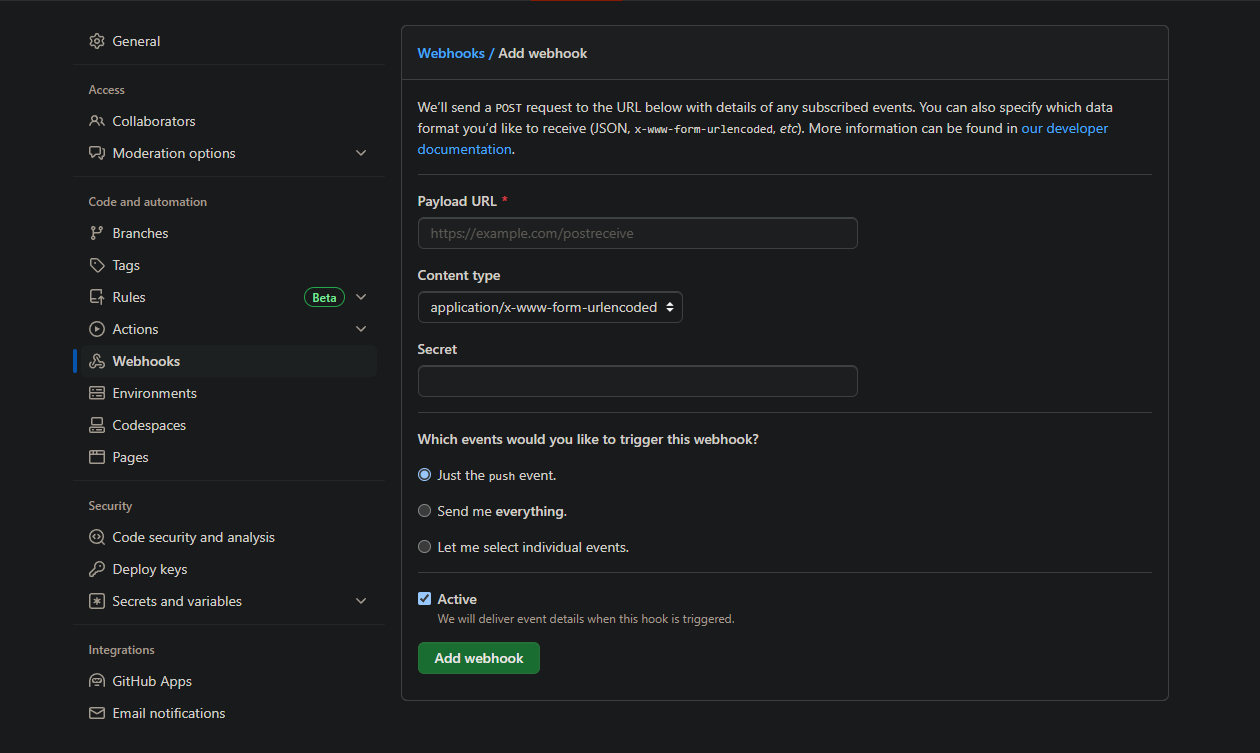 General
Access
Collaborators
Moderation options
Code and automation
Branches
Tags
Rules Beta
Actions
Webhooks
Environments
Codespaces
Pages
Security
Code security and analysis
Deploy keys
Secrets and variables
Integrations
GitHub Apps
Email notifications
Webhooks / Add webhook
We’ll send a POST request to the URL below with details of any subscribed events. You can also specify which data
format you’d like to receive (JSON, x-www-form-urlencoded, etc). More information can be found in our developer
documentation.
Payload URL *
https://example.com/postreceive
Content type
application/x-www-form-urlencoded
Secret
Which events would you like to trigger this webhook?
Just the push event.
Send me everything.
Let me select individual events.
Active
We will deliver event details when this hook is triggered.
Add webhook